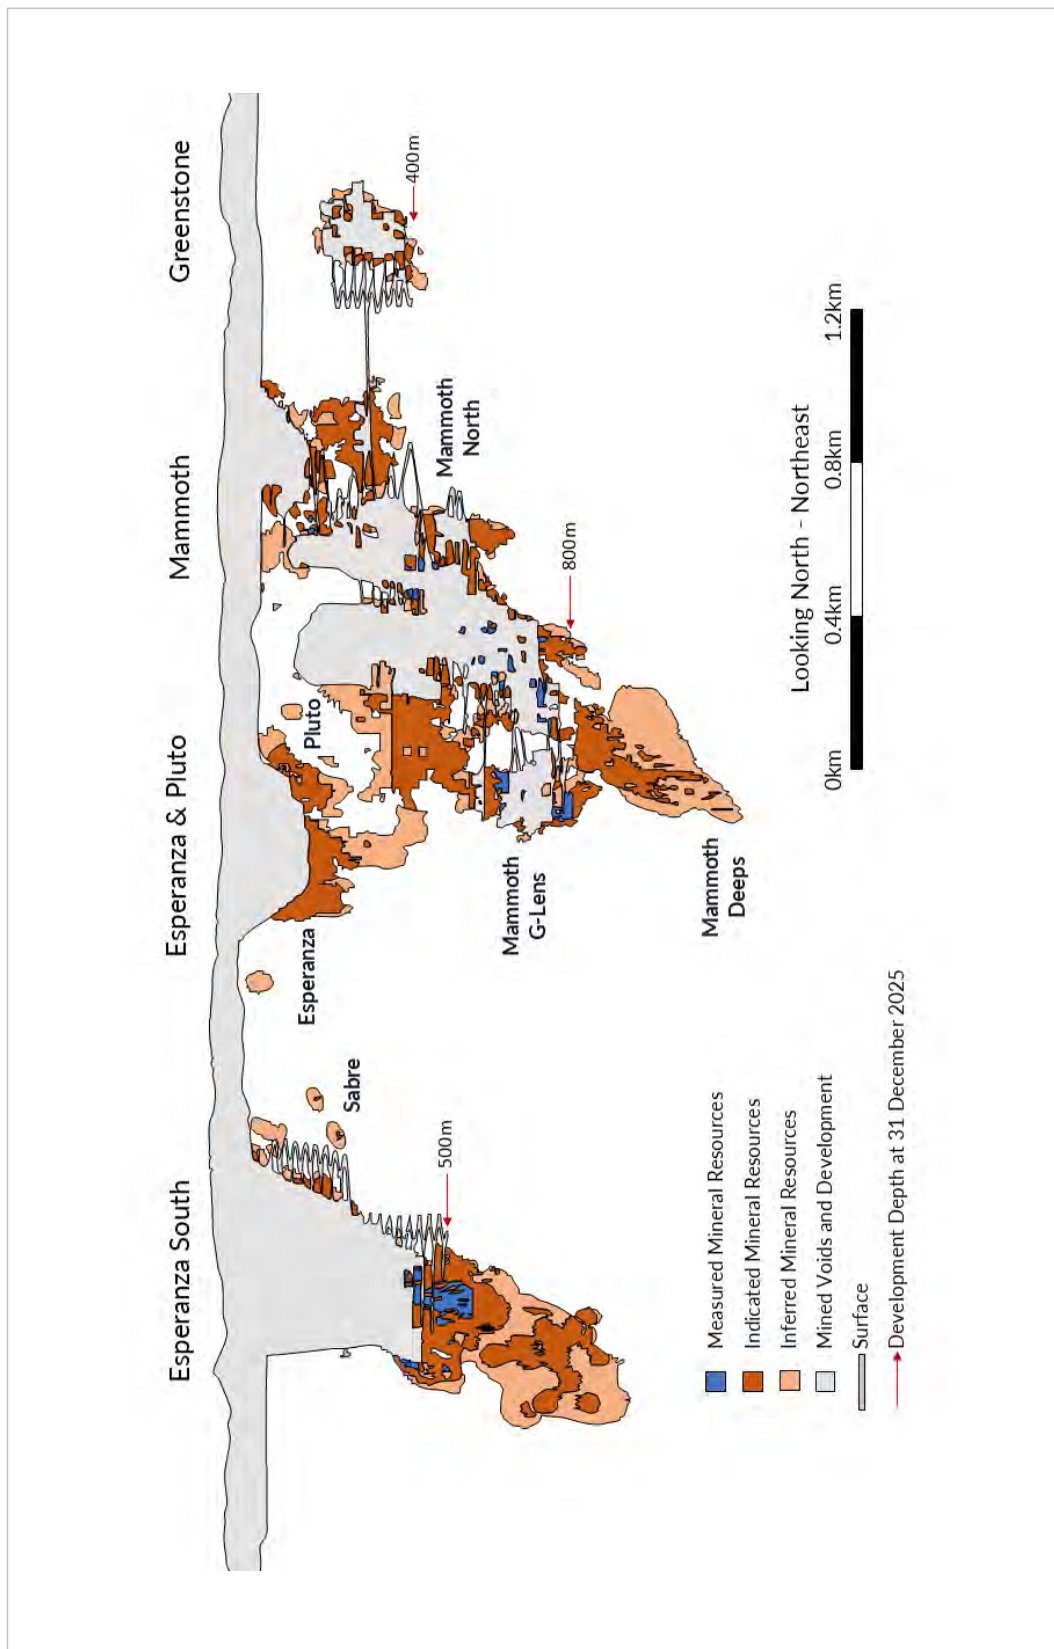 Esperanza South
Esperanza & Pluto
Mammoth
Greenstone
Sabre
Esperanza
Pluto
500m
400m
Mammoth
North
800m
Mammoth
G-Lens
Mammoth
Deeps
Measured Mineral Resources
Indicated Mineral Resources
Inferred Mineral Resources
Mined Voids and Development
Surface
Development Depth at 31 December 2025
Looking North - Northeast
0km
0.4km
0.8km
1.2km